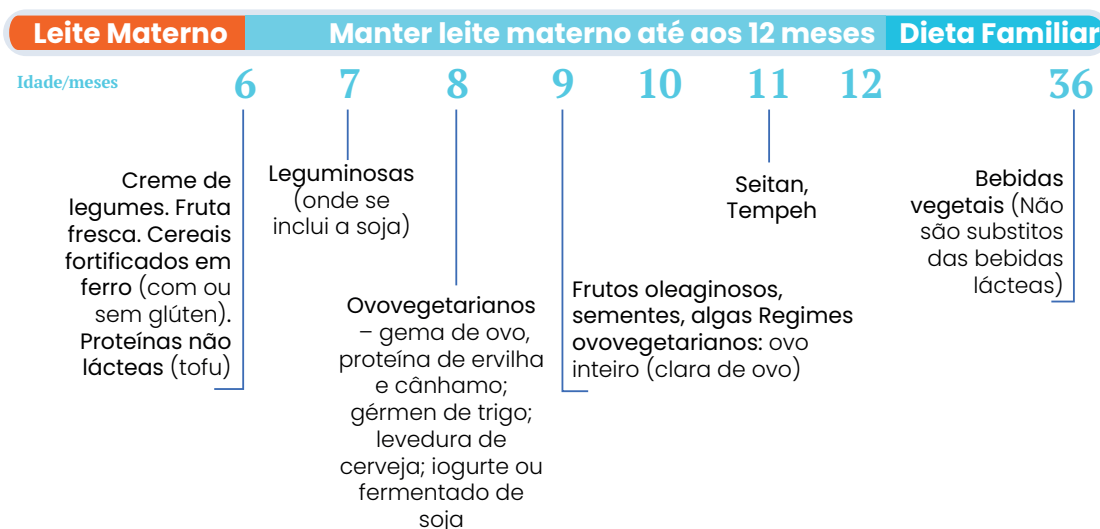 Leite Materno
Manter leite materno até aos 12 meses
Dieta Familiar
Idade/meses
6
7
8
9
10
11
12
36
Creme de
legumes. Fruta
fresca. Cereais
fortificados em
ferro (com ou
sem glúten).
Proteínas não
lácteas (tofu)
Leguminosas
(onde se
inclui a soja)
Ovovegetarianos
– gema de ovo,
proteína de ervilha
e cânhamo;
gérmen de trigo;
levedura de
cerveja; iogurte ou
fermentado de
soja
Frutos oleaginosos,
sementes, algas Regimes
ovovegetarianos: ovo
inteiro (clara de ovo)
Seitan,
Tempeh
Bebidas
vegetais (Não
são substitos
das bebidas
lácteas)